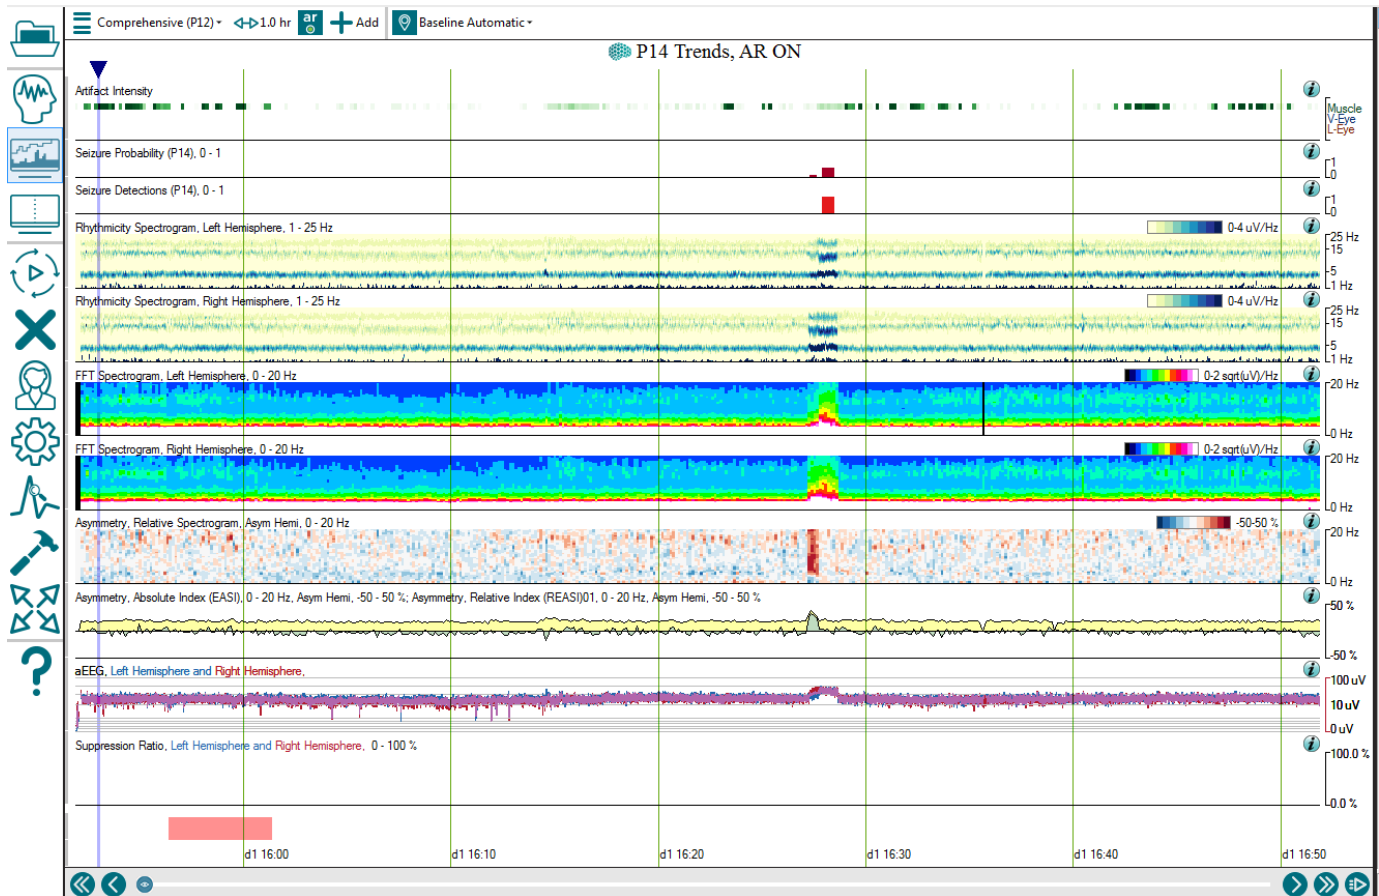 Comprehensive (P12) 1.0 hr ar Add Baseline Automatic
P14 Trends, AR ON
Artifact Intensity
Muscle
V-Eye
L-Eye
Seizure Probability (P14), 0 - 1
1
0
Seizure Detections (P14), 0 - 1
1
0
Rhythmicity Spectrogram, Left Hemisphere, 1 - 25 Hz 0-4 uV/Hz
25 Hz
15
5
1 Hz
Rhythmicity Spectrogram, Right Hemisphere, 1 - 25 Hz 0-4 uV/Hz
25 Hz
15
5
1 Hz
FFT Spectrogram, Left Hemisphere, 0 - 20 Hz 0-2 sqrt(uV)/Hz
20 Hz
0 Hz
FFT Spectrogram, Right Hemisphere, 0 - 20 Hz 0-2 sqrt(uV)/Hz
20 Hz
0 Hz
Asymmetry, Relative Spectrogram, Asym Hemi, 0 - 20 Hz -50-50 %
20 Hz
0 Hz
Asymmetry, Absolute Index (EASI), 0 - 20 Hz, Asym Hemi, -50 - 50 %; Asymmetry, Relative Index (REASI)01, 0 - 20 Hz, Asym Hemi, -50 - 50 %
50 %
-50 %
aEEG, Left Hemisphere and Right Hemisphere,
100 uV
10 uV
0 uV
Suppression Ratio, Left Hemisphere and Right Hemisphere, 0 - 100 %
100.0 %
0.0 %
d1 16:00 d1 16:10 d1 16:20 d1 16:30 d1 16:40 d1 16:50